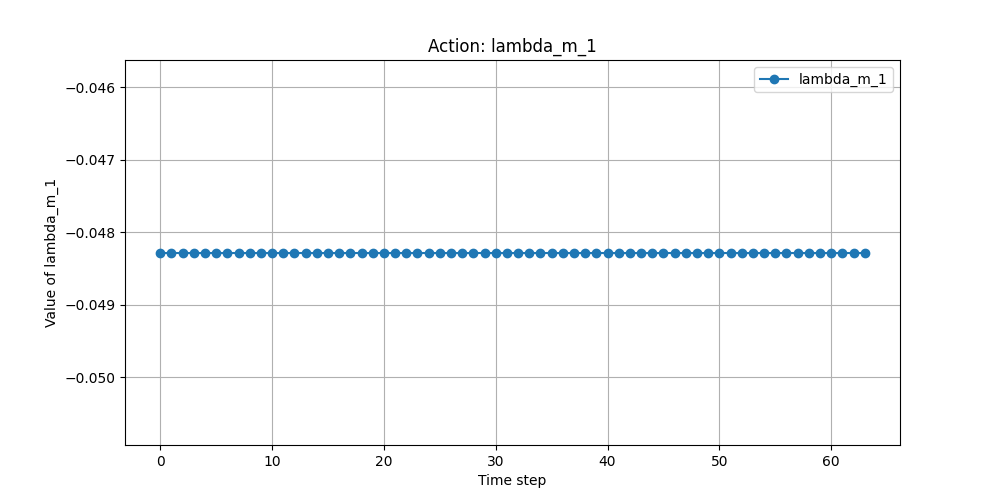 Action: lambda_m_1
lambda_m_1
Value of lambda_m_1
−0.046
−0.047
−0.048
−0.049
−0.050
0 10 20 30 40 50 60
Time step